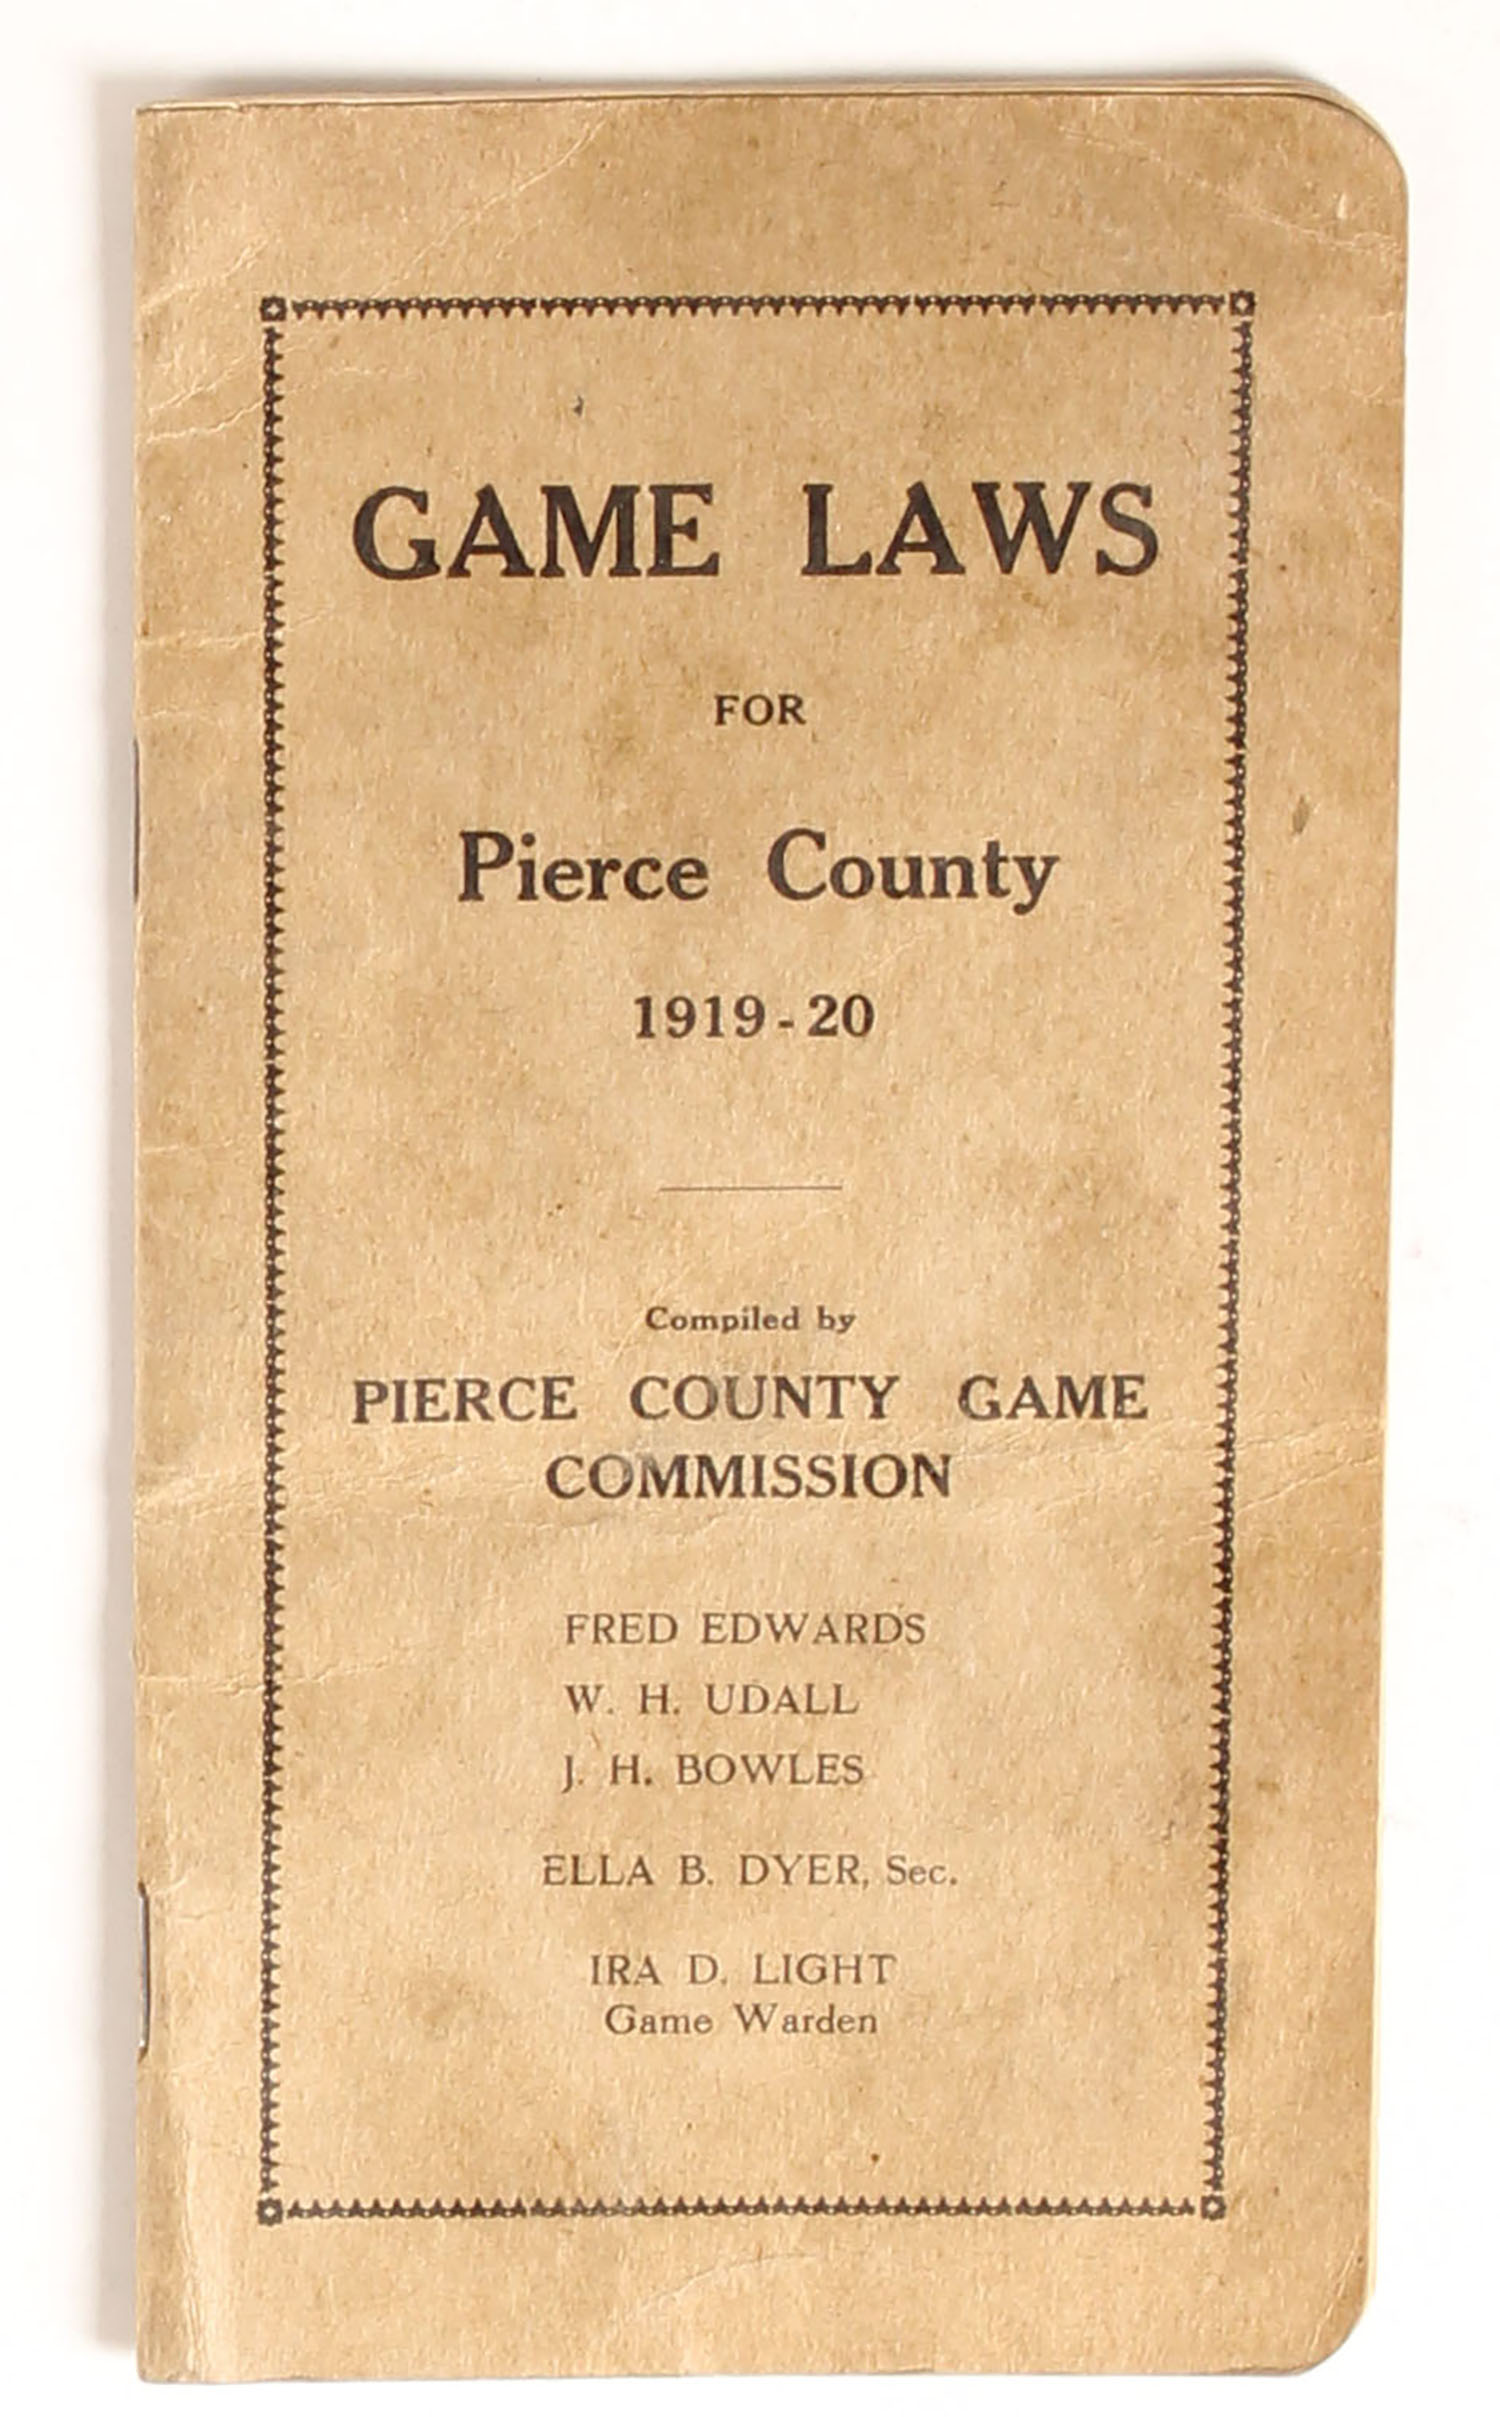 GAME LAWS
FOR
Pierce County
1919-20
Compiled by
PIERCE COUNTY GAME
COMMISSION
FRED EDWARDS
W. H. UDALL
J. H. BOWLES
ELLA B. DYER, Sec.
IRA D. LIGHT
Game Warden